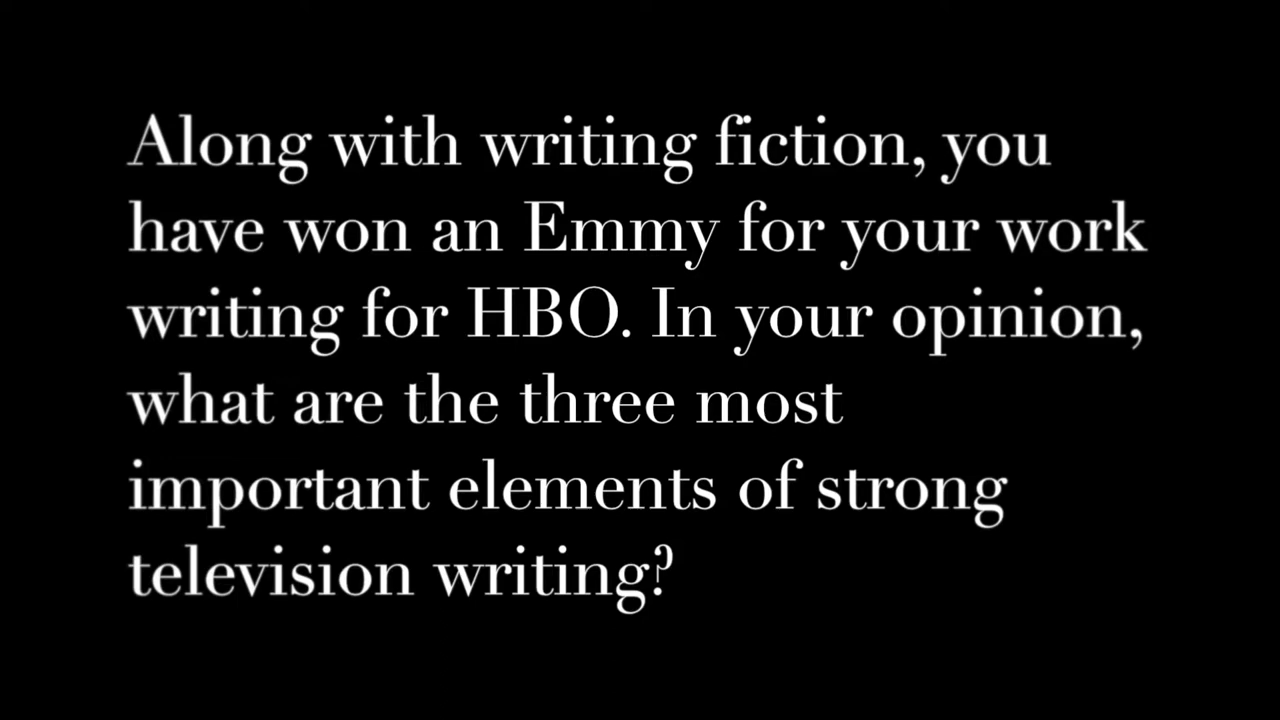 Along with writing fiction, you
have won an Emmy for your work
writing for HBO. In your opinion,
what are the three most
important elements of strong
television writing?